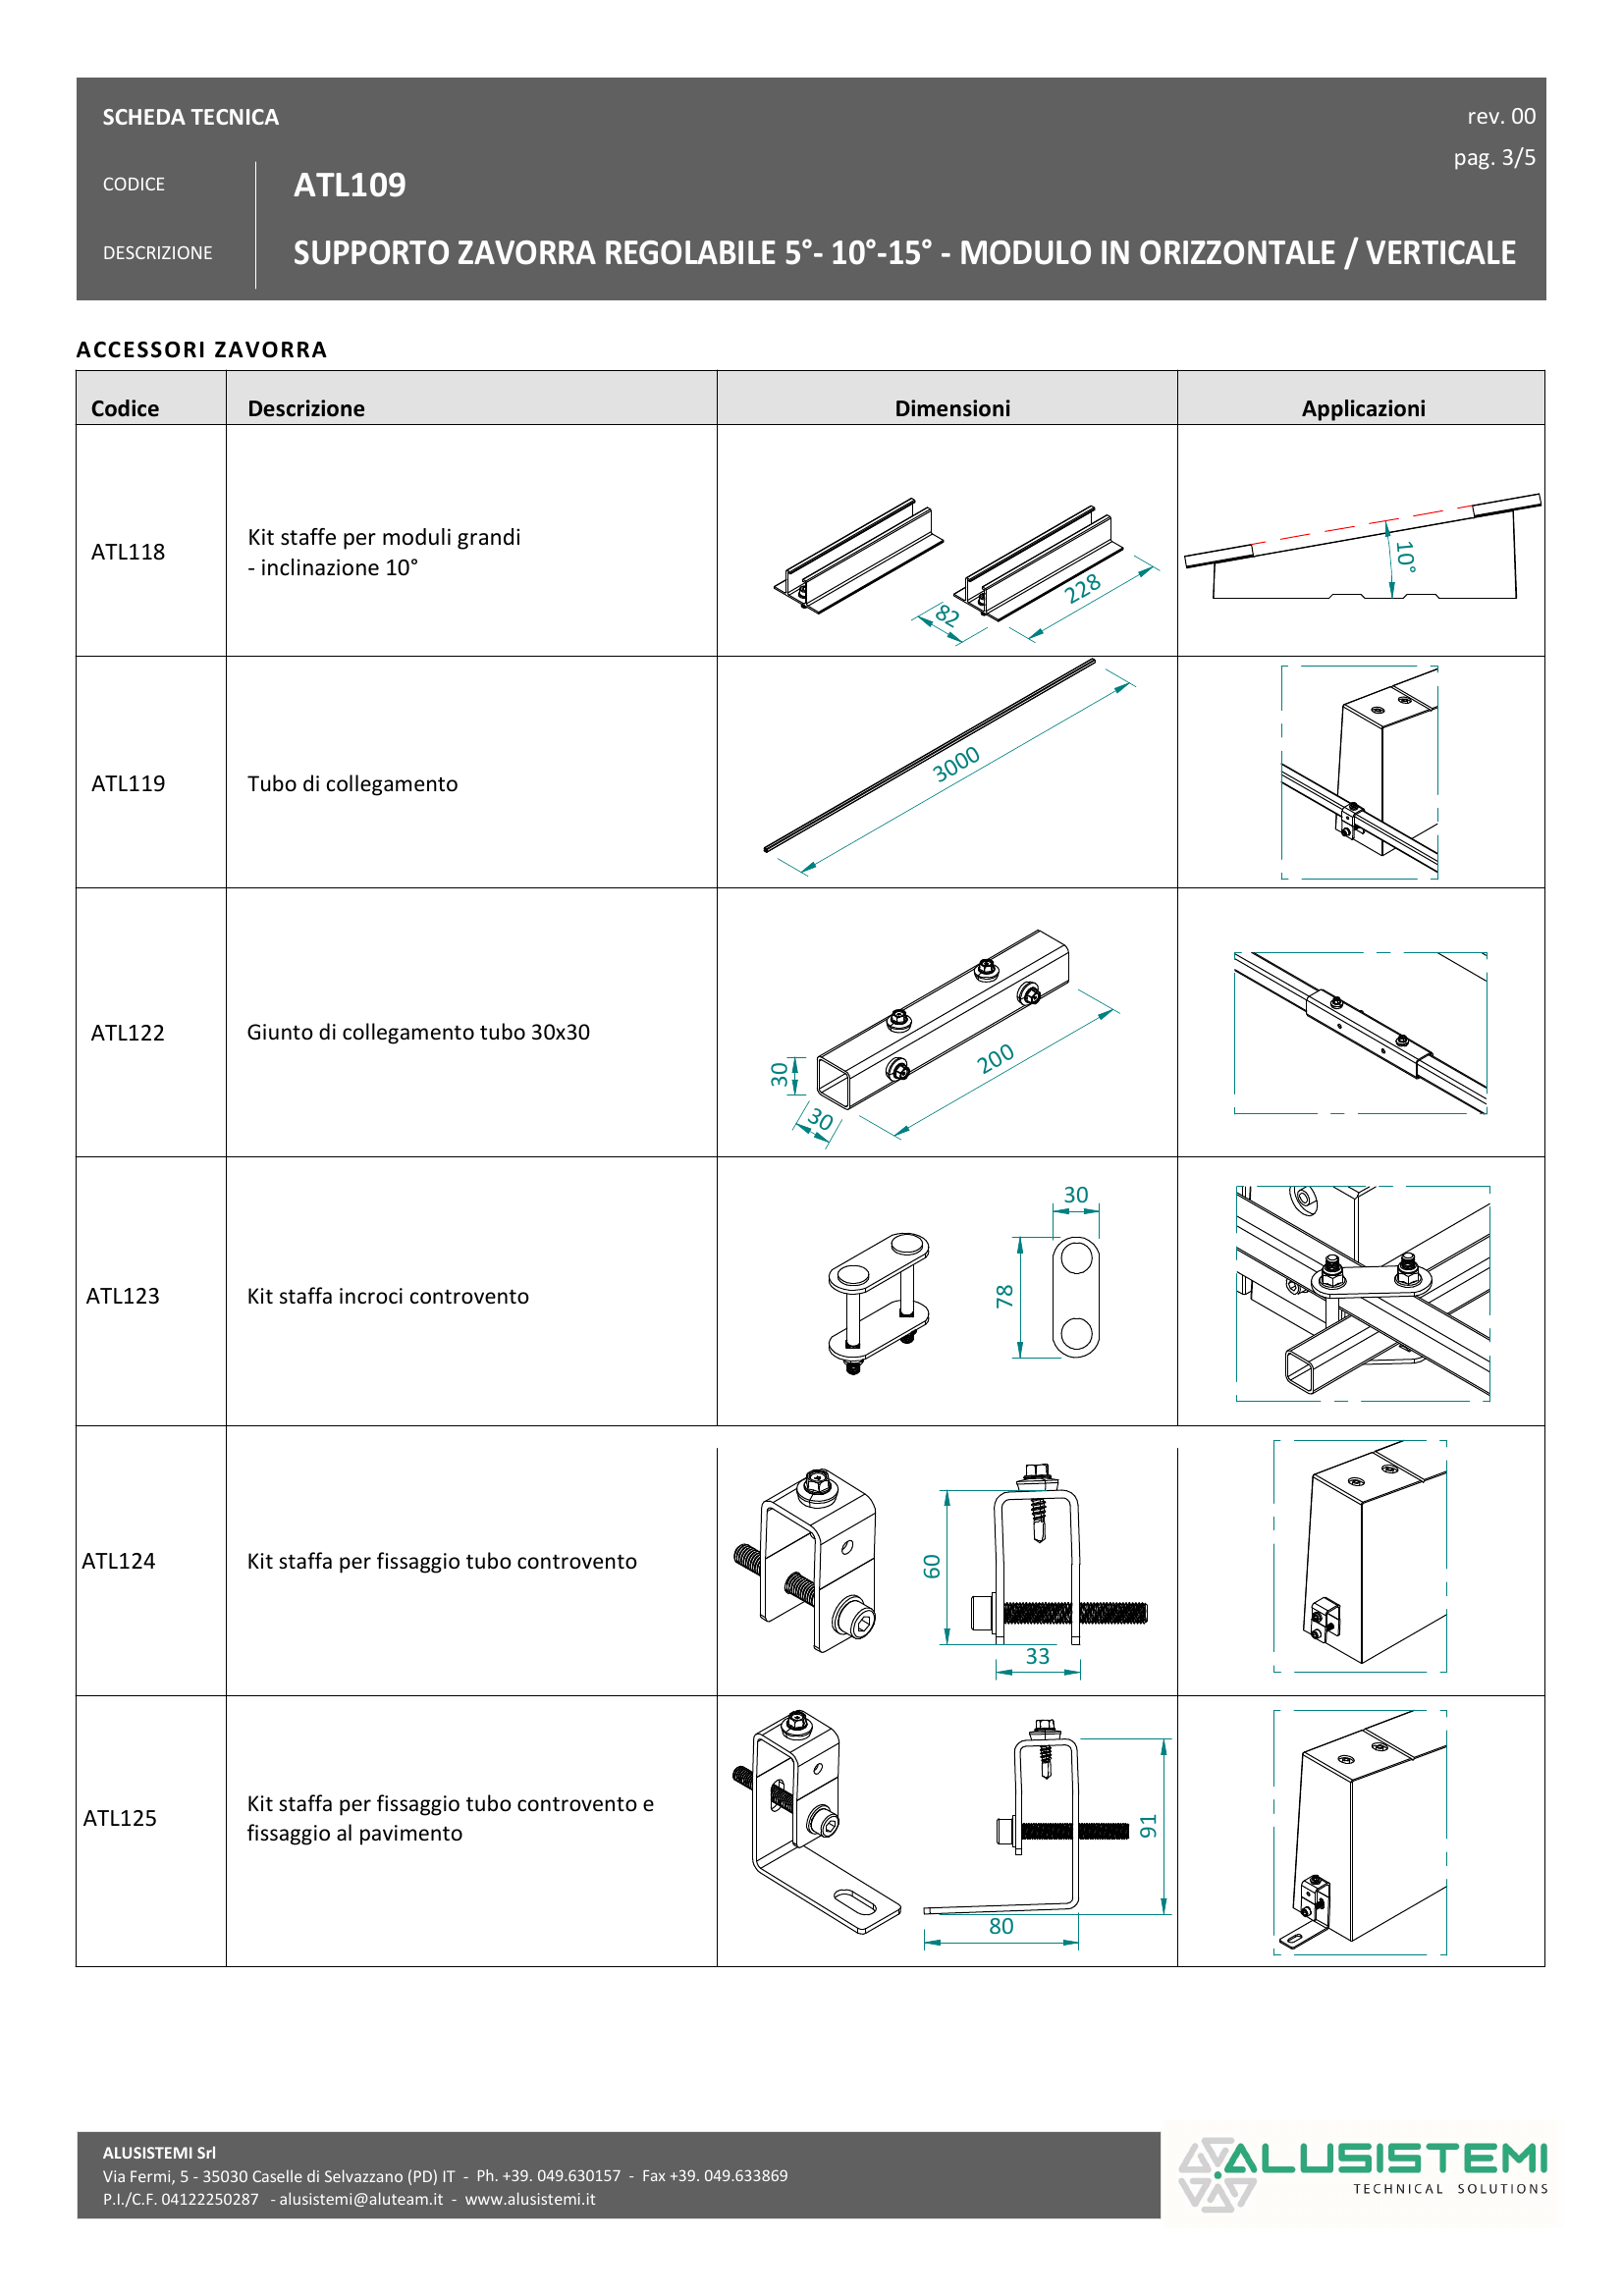 SCHEDA TECNICA
rev. 00
pag. 3/5
CODICE
ATL109
DESCRIZIONE
SUPPORTO ZAVORRA REGOLABILE 5°- 10°-15° - MODULO IN ORIZZONTALE / VERTICALE
ACCESSORI ZAVORRA
Codice Descrizione Dimensioni Applicazioni
ATL118
Kit staffe per moduli grandi
- inclinazione 10°
82
228
10°
ATL119
Tubo di collegamento
3000
ATL122
Giunto di collegamento tubo 30x30
30
30
200
ATL123
Kit staffa incroci controvento
30
78
ATL124
Kit staffa per fissaggio tubo controvento
60
33
ATL125
Kit staffa per fissaggio tubo controvento e
fissaggio al pavimento
91
80
ALUSISTEMI Srl
Via Fermi, 5 - 35030 Caselle di Selvazzano (PD) IT - Ph. +39. 049.630157 - Fax +39. 049.633869
P.I./C.F. 04122250287 - alusistemi@aluteam.it - www.alusistemi.it
ALUSISTEMI
TECHNICAL SOLUTIONS